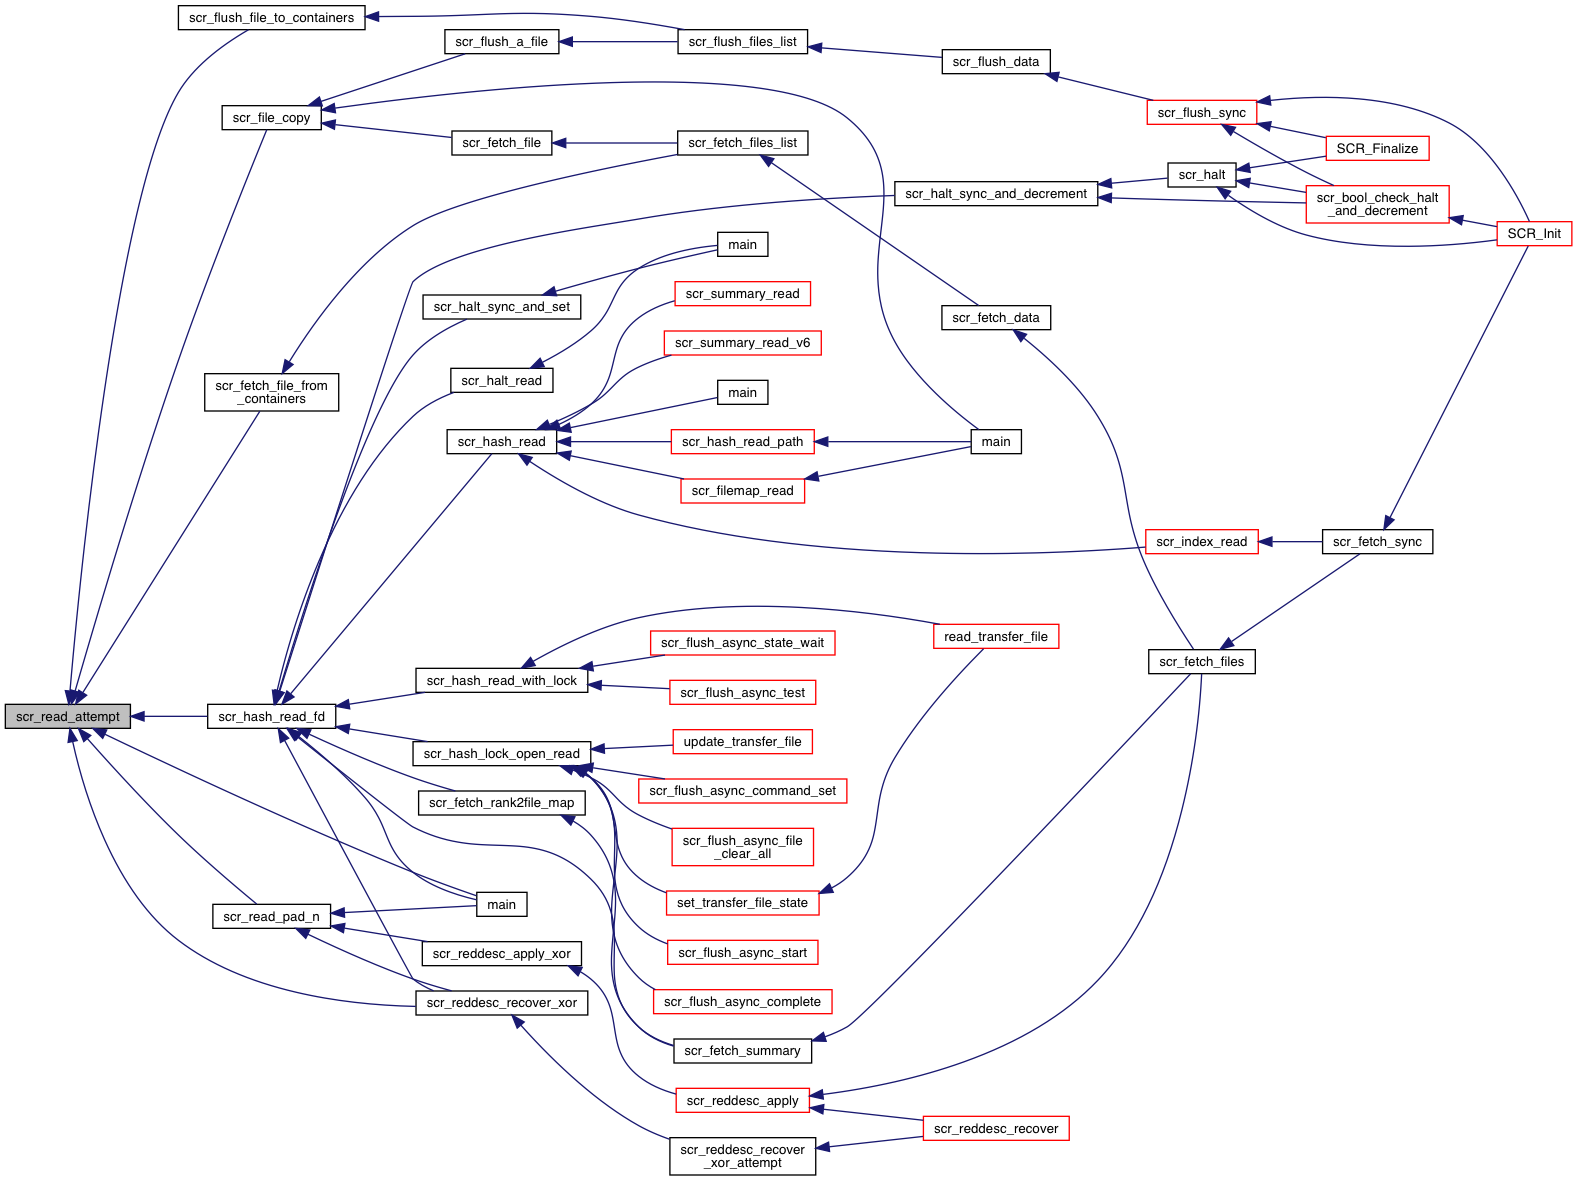 scr_flush_file_to_containers
scr_flush_a_file
scr_flush_files_list
scr_flush_data
scr_file_copy
scr_flush_sync
scr_fetch_file
scr_fetch_files_list
SCR_Finalize
scr_halt
scr_halt_sync_and_decrement
scr_bool_check_halt
_and_decrement
SCR_Init
main
scr_summary_read
scr_halt_sync_and_set
scr_fetch_data
scr_summary_read_v6
scr_halt_read
scr_fetch_file_from
_containers
main
scr_hash_read
scr_hash_read_path
main
scr_filemap_read
scr_index_read
scr_fetch_sync
read_transfer_file
scr_flush_async_state_wait
scr_fetch_files
scr_hash_read_with_lock
scr_flush_async_test
scr_read_attempt
scr_hash_read_fd
update_transfer_file
scr_hash_lock_open_read
scr_flush_async_command_set
scr_fetch_rank2file_map
scr_flush_async_file
_clear_all
set_transfer_file_state
main
scr_read_pad_n
scr_flush_async_start
scr_reddesc_apply_xor
scr_flush_async_complete
scr_reddesc_recover_xor
scr_fetch_summary
scr_reddesc_apply
scr_reddesc_recover
scr_reddesc_recover
_xor_attempt